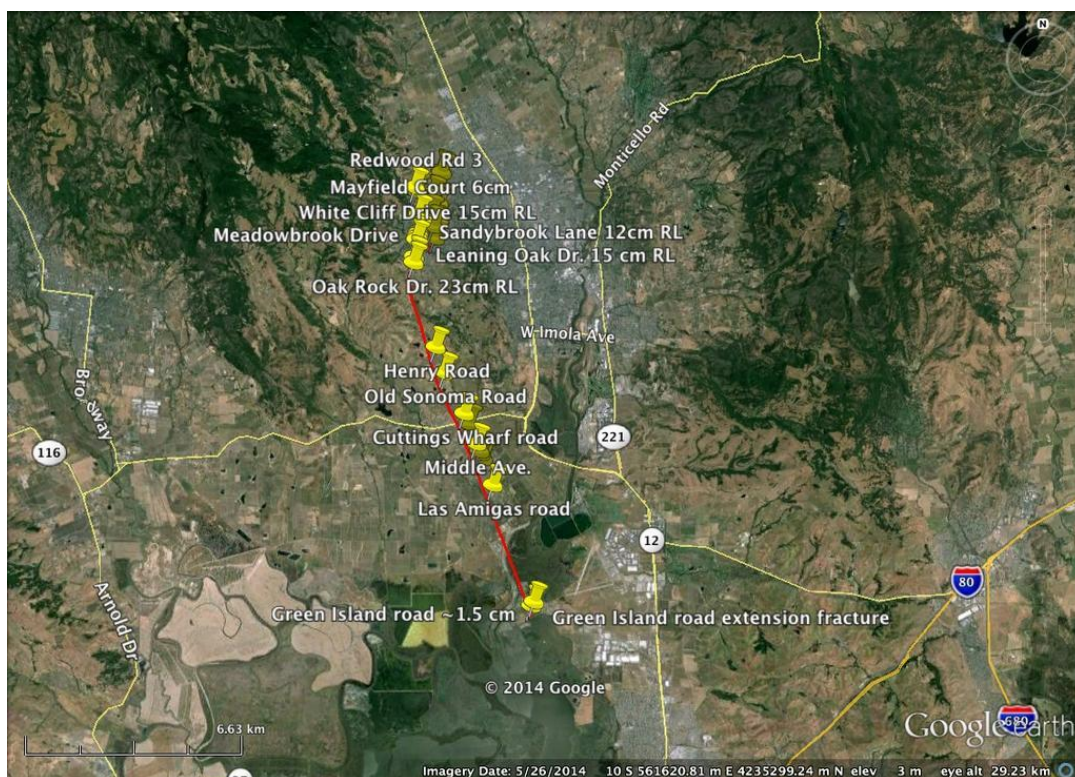 N
Monticello Rd
Redwood Rd 3
Mayfield Court 6cm
White Cliff Drive 15cm RL
Meadowbrook Drive
Sandybrook Lane 12cm RL
Leaning Oak Dr. 15 cm RL
Oak Rock Dr. 23cm RL
W Imola Ave
Henry Road
Old Sonoma Road
Broadway
116
Cuttings Wharf road
221
Middle Ave.
Las Amigas road
12
80
Arnold Dr
Green Island road ~1.5 cm
Green Island road extension fracture
© 2014 Google
6.63 km
680
Google earth
Imagery Date: 5/26/2014 10 S 561620.81 m E 4235299.24 m N elev 3 m eye alt 29.23 km